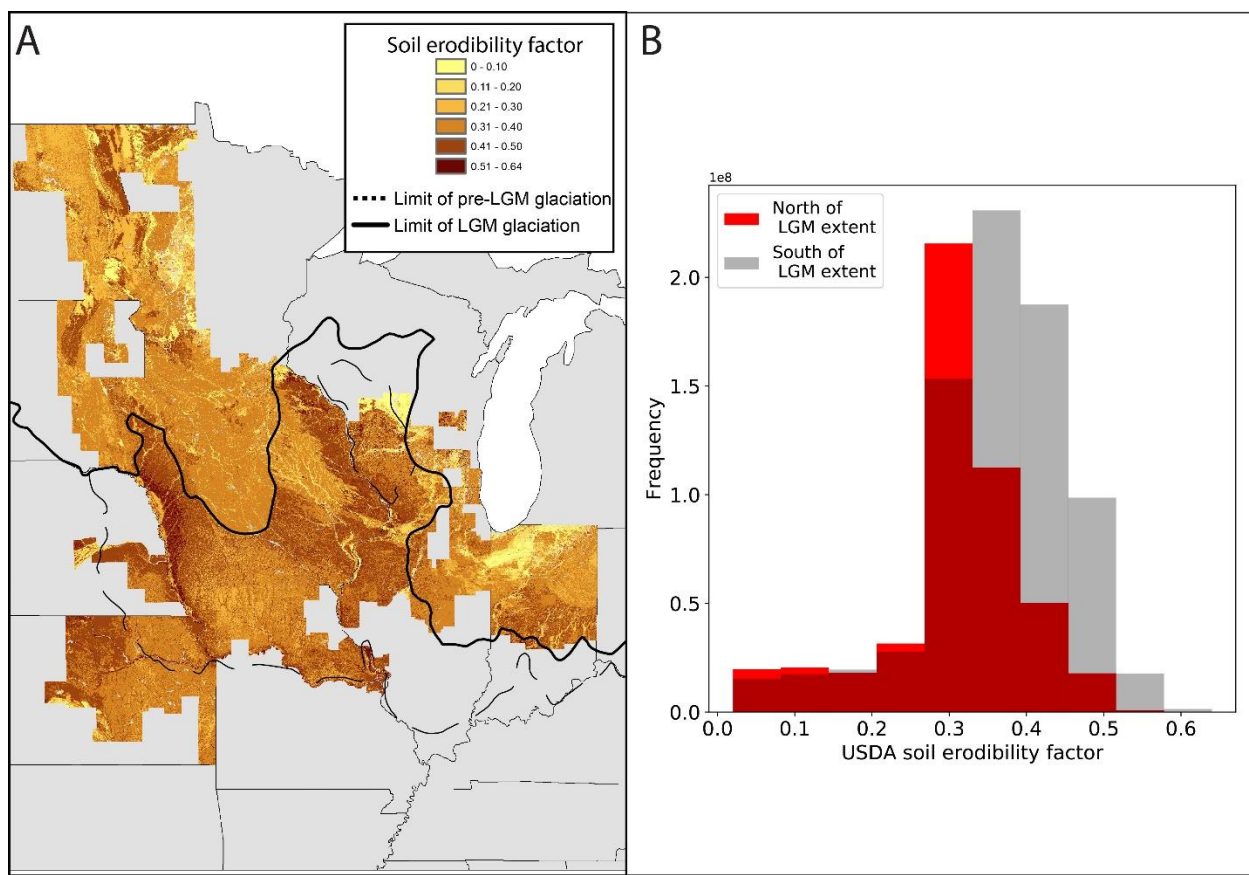 A
Soil erodibility factor
0 - 0.10
0.11 - 0.20
0.21 - 0.30
0.31 - 0.40
0.41 - 0.50
0.51 - 0.64
Limit of pre-LGM glaciation
Limit of LGM glaciation
B
1e8
North of
LGM extent
South of
LGM extent
2.0
1.5
1.0
0.5
0.0
Frequency
0.0 0.1 0.2 0.3 0.4 0.5 0.6
USDA soil erodibility factor